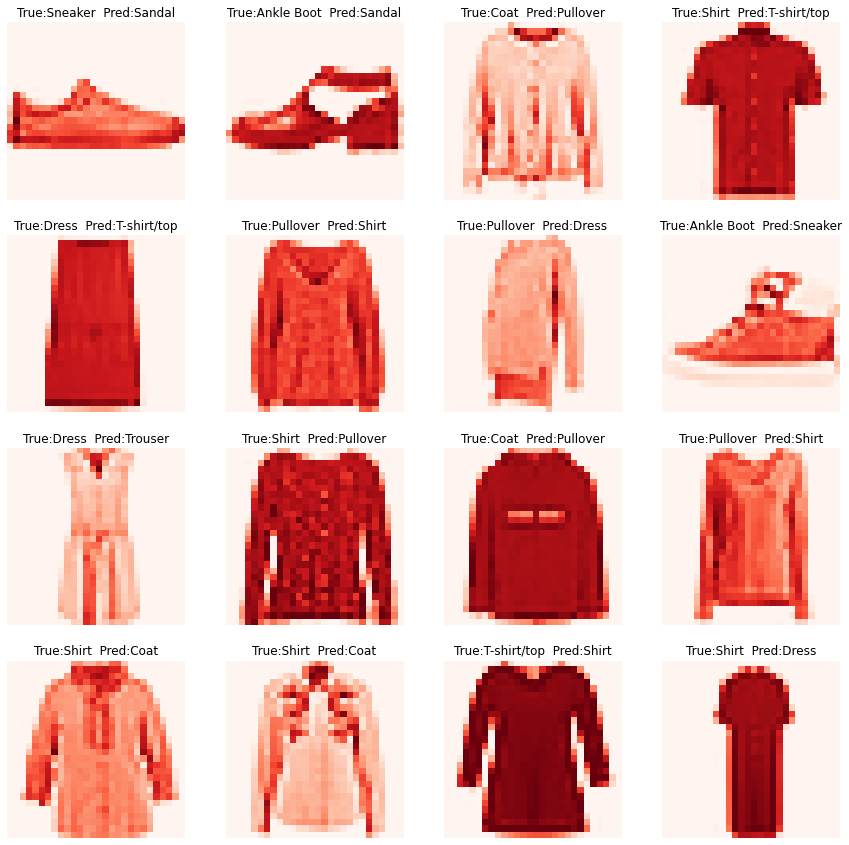 True:Sneaker  Pred:Sandal
True:Ankle Boot  Pred:Sandal
True:Coat  Pred:Pullover
True:Shirt  Pred:T-shirt/top
True:Dress  Pred:T-shirt/top
True:Pullover  Pred:Shirt
True:Pullover  Pred:Dress
True:Ankle Boot  Pred:Sneaker
True:Dress  Pred:Trouser
True:Shirt  Pred:Pullover
True:Coat  Pred:Pullover
True:Pullover  Pred:Shirt
True:Shirt  Pred:Coat
True:Shirt  Pred:Coat
True:T-shirt/top  Pred:Shirt
True:Shirt  Pred:Dress